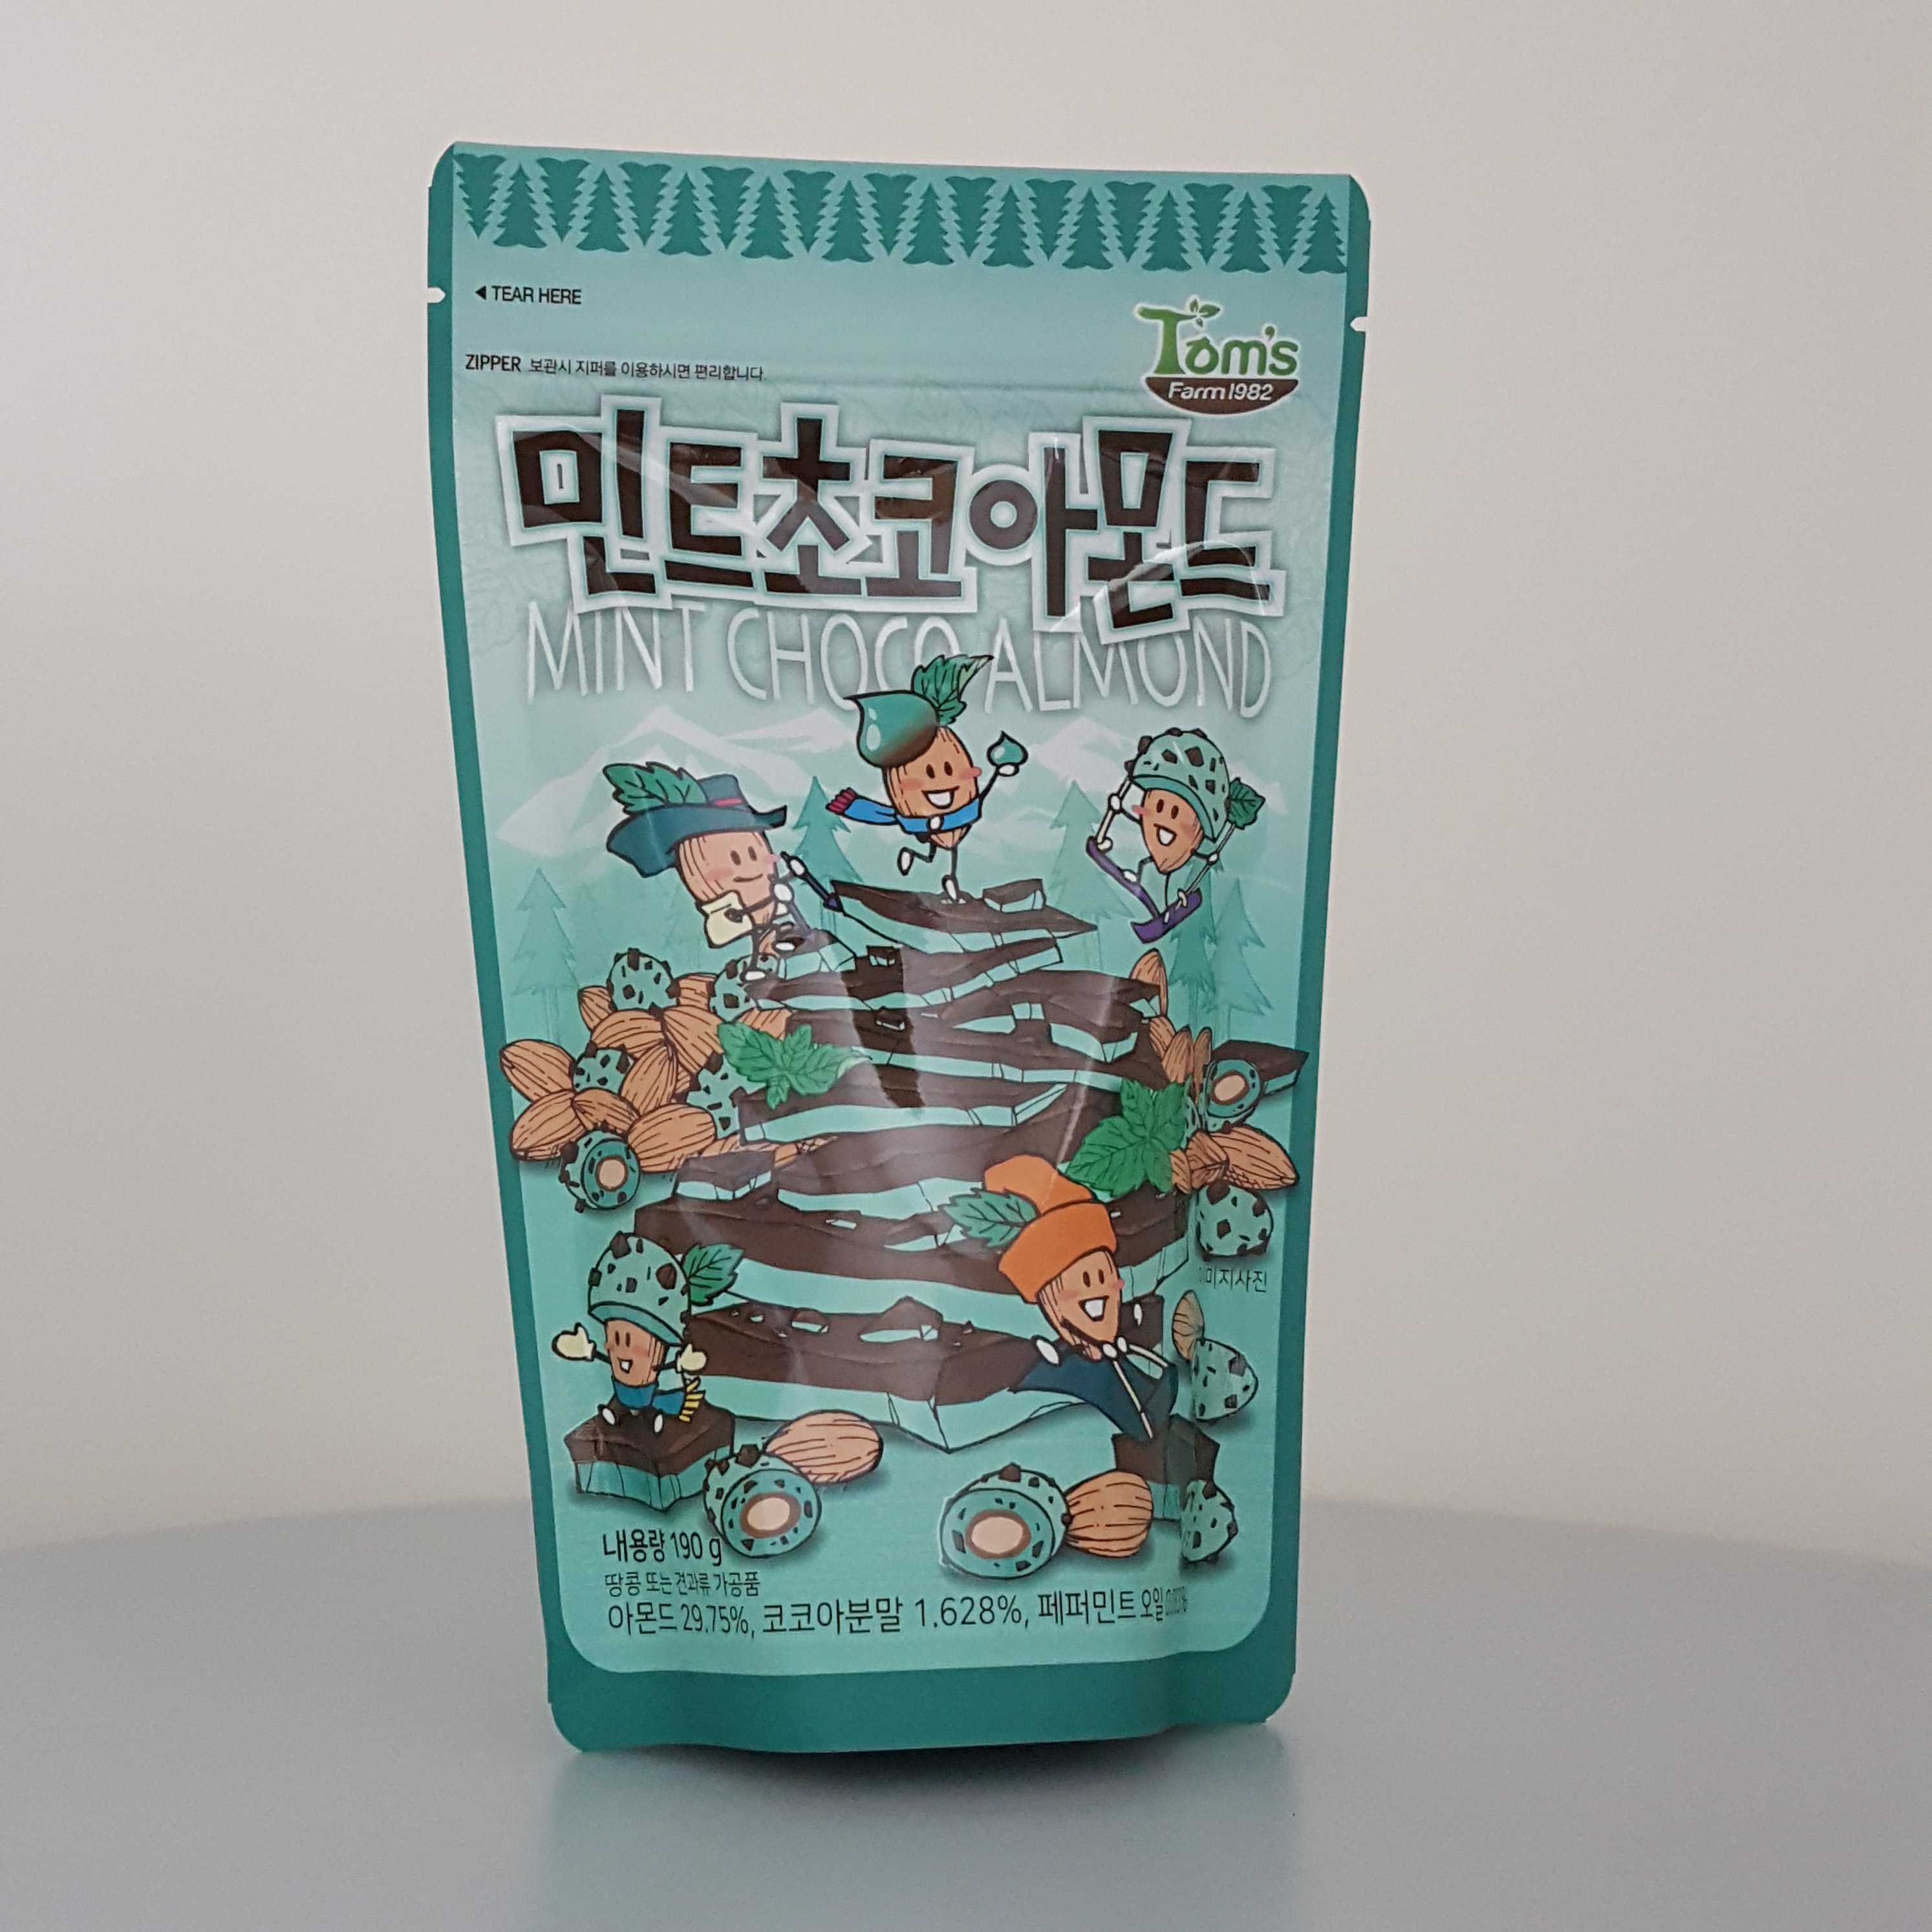 TEAR HERE
Tom's
Farm 1982
ZIPPER 보관시 지퍼를 이용하시면 편리합니다.
민트초코아몬드
MINT CHOCO ALMOND
미지사진
내용량 190 g
땅콩 또는 견과류 가공품
아몬드 29.75%, 코코아분말 1.628%, 페퍼민트 오일